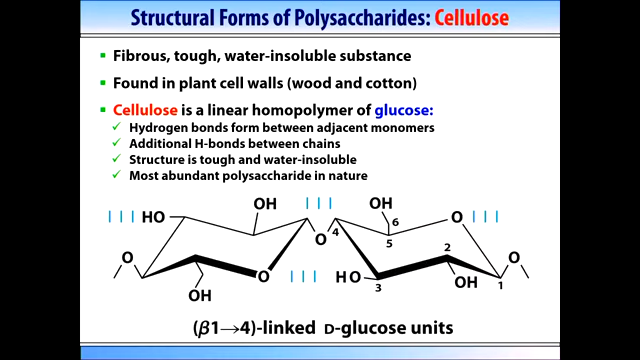 Structural Forms of Polysaccharides: Cellulose
Fibrous, tough, water-insoluble substance
Found in plant cell walls (wood and cotton)
Cellulose is a linear homopolymer of glucose:
Hydrogen bonds form between adjacent monomers
Additional H-bonds between chains
Structure is tough and water-insoluble
Most abundant polysaccharide in nature
OH OH
HO 6 O
O 4 5 2
O O
O HO OH
OH 3 1
(β1→4)-linked D-glucose units